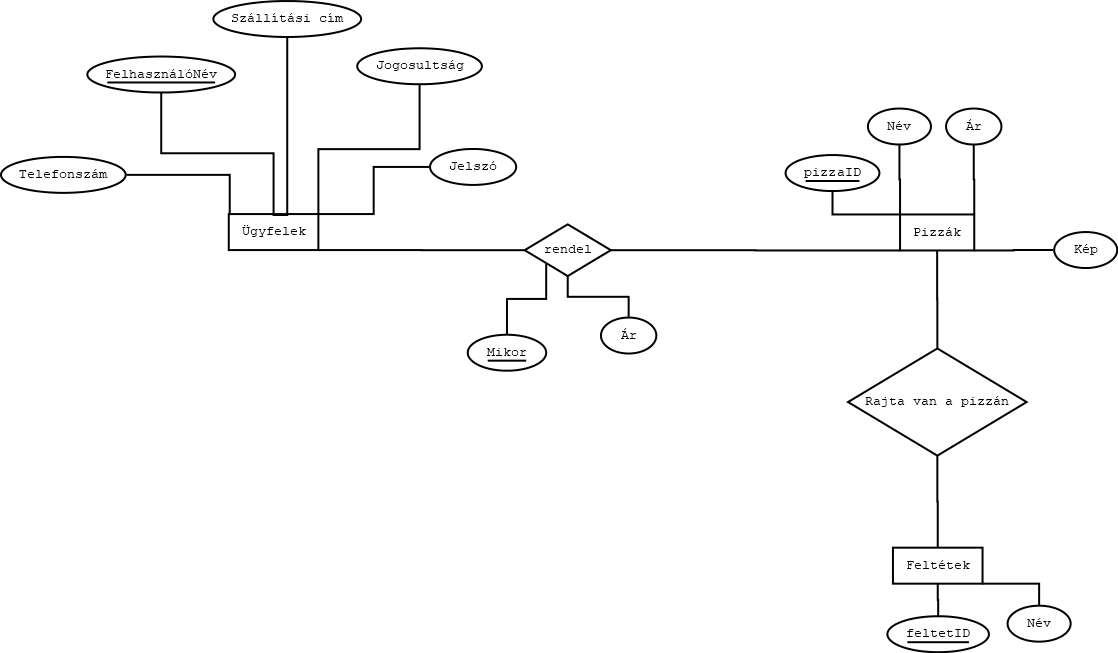 Szállítási cím
FelhasználóNév
Jogosultság
Telefonszám
Jelszó
Ügyfelek
rendel
Mikor
Ár
Név
Ár
pizzaID
Pizzák
Kép
Rajta van a pizzán
Feltétek
feltetID
Név